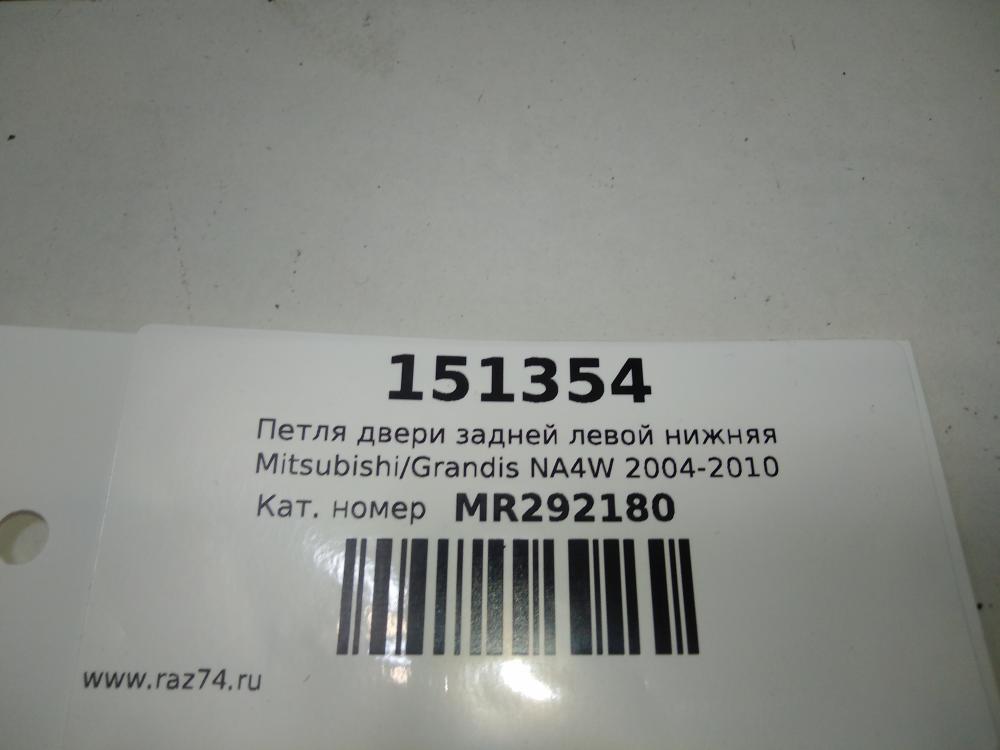 151354
Петля двери задней левой нижняя
Mitsubishi/Grandis NA4W 2004-2010
Кат. номер MR292180
www.raz74.ru